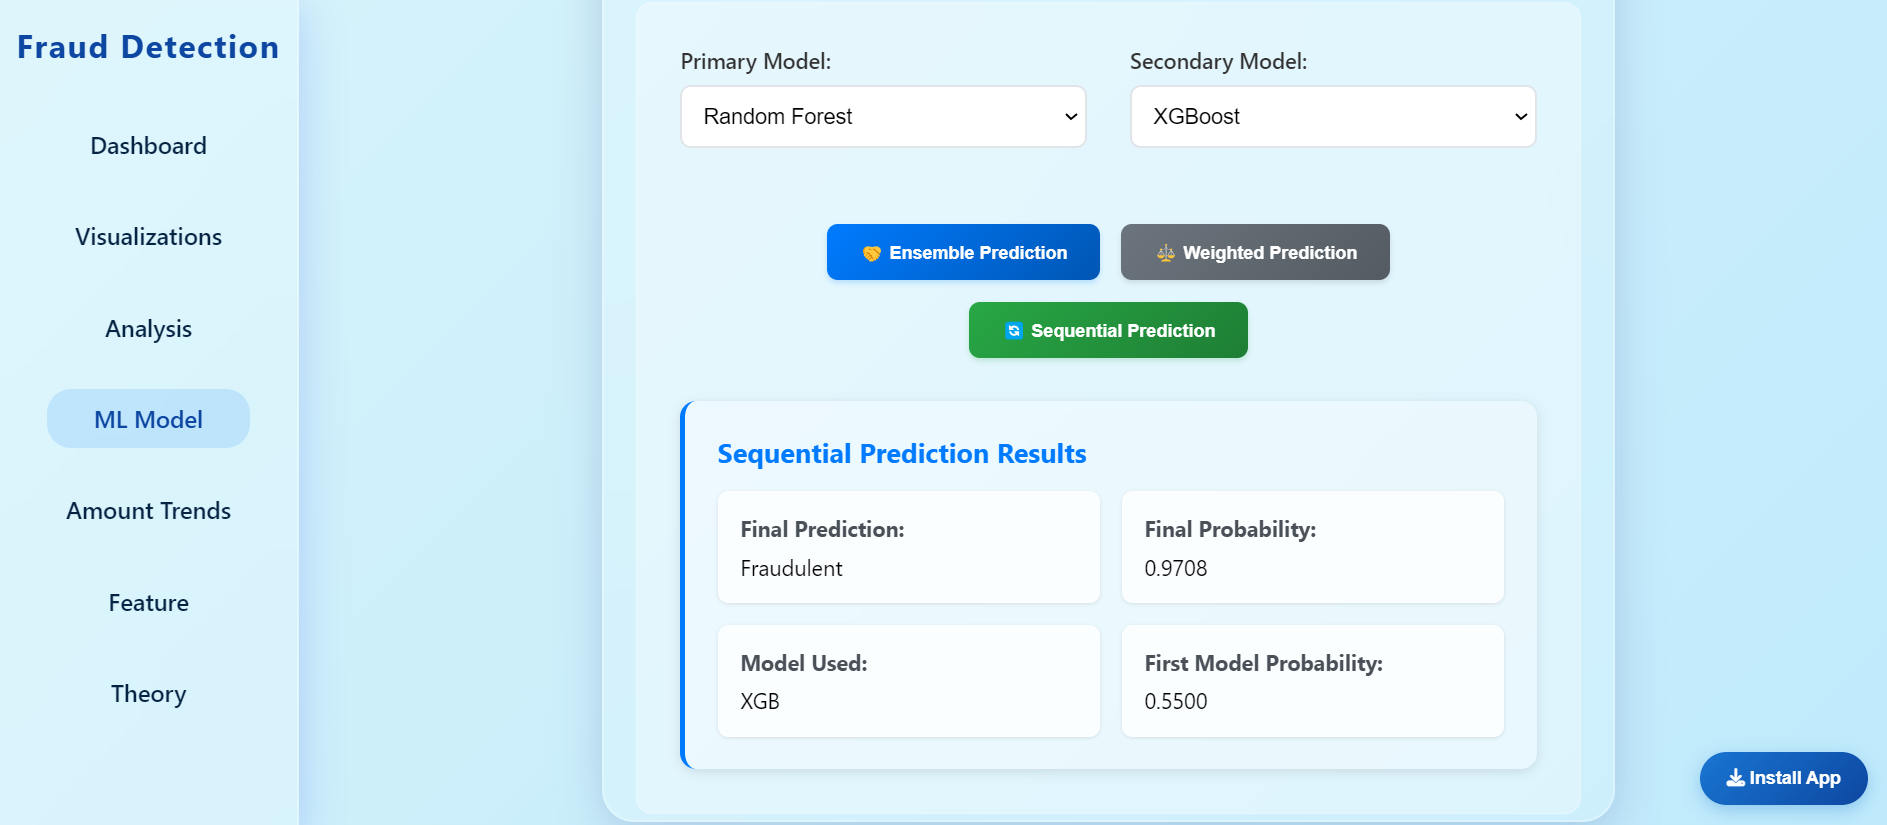 Fraud Detection
Dashboard
Visualizations
Analysis
ML Model
Amount Trends
Feature
Theory
Primary Model:
Random Forest
Secondary Model:
XGBoost
Ensemble Prediction
Weighted Prediction
Sequential Prediction
Sequential Prediction Results
Final Prediction:
Fraudulent
Final Probability:
0.9708
Model Used:
XGB
First Model Probability:
0.5500
Install App